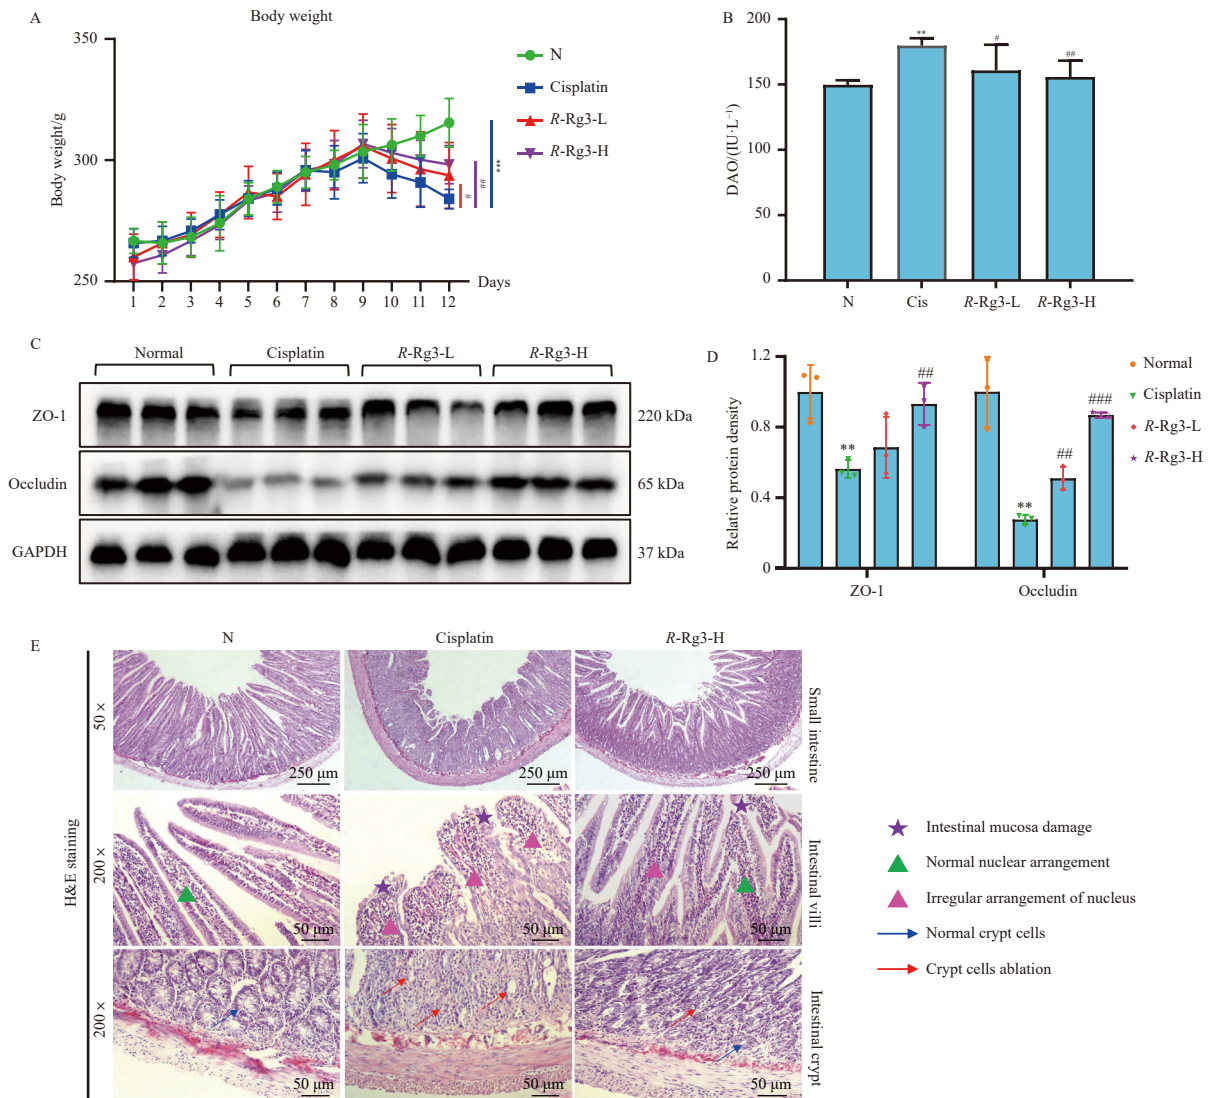 A
Body weight
Body weight/g
350
300
250
1 2 3 4 5 6 7 8 9 10 11 12
Days
N
Cisplatin
R-Rg3-L
R-Rg3-H
#
##
***
B
DAO/(IU·L⁻¹)
200
150
100
50
0
**
#
##
N Cis R-Rg3-L R-Rg3-H
C
Normal Cisplatin R-Rg3-L R-Rg3-H
ZO-1 220 kDa
Occludin 65 kDa
GAPDH 37 kDa
D
Relative protein density
1.2
0.8
0.4
0
**
##
**
##
###
ZO-1 Occludin
Normal
Cisplatin
R-Rg3-L
R-Rg3-H
E
N Cisplatin R-Rg3-H
H&E staining
50 ×
250 μm 250 μm 250 μm
Small intestine
200 ×
50 μm 50 μm 50 μm
Intestinal villi
200 ×
50 μm 50 μm 50 μm
Intestinal crypt
Intestinal mucosa damage
Normal nuclear arrangement
Irregular arrangement of nucleus
Normal crypt cells
Crypt cells ablation